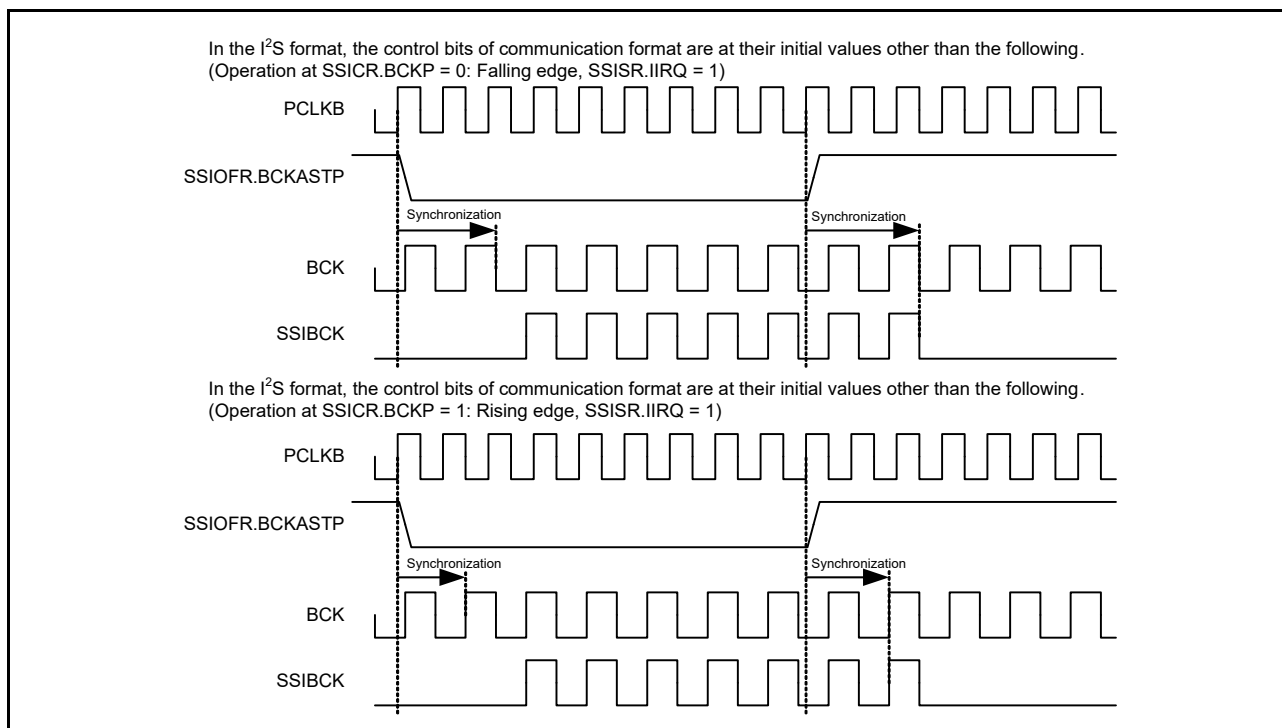 In the I²S format, the control bits of communication format are at their initial values other than the following.
(Operation at SSICR.BCKP = 0: Falling edge, SSISR.IIRQ = 1)
PCLKB
SSIOFR.BCKASTP
Synchronization
Synchronization
BCK
SSIBCK
In the I²S format, the control bits of communication format are at their initial values other than the following.
(Operation at SSICR.BCKP = 1: Rising edge, SSISR.IIRQ = 1)
PCLKB
SSIOFR.BCKASTP
Synchronization
Synchronization
BCK
SSIBCK